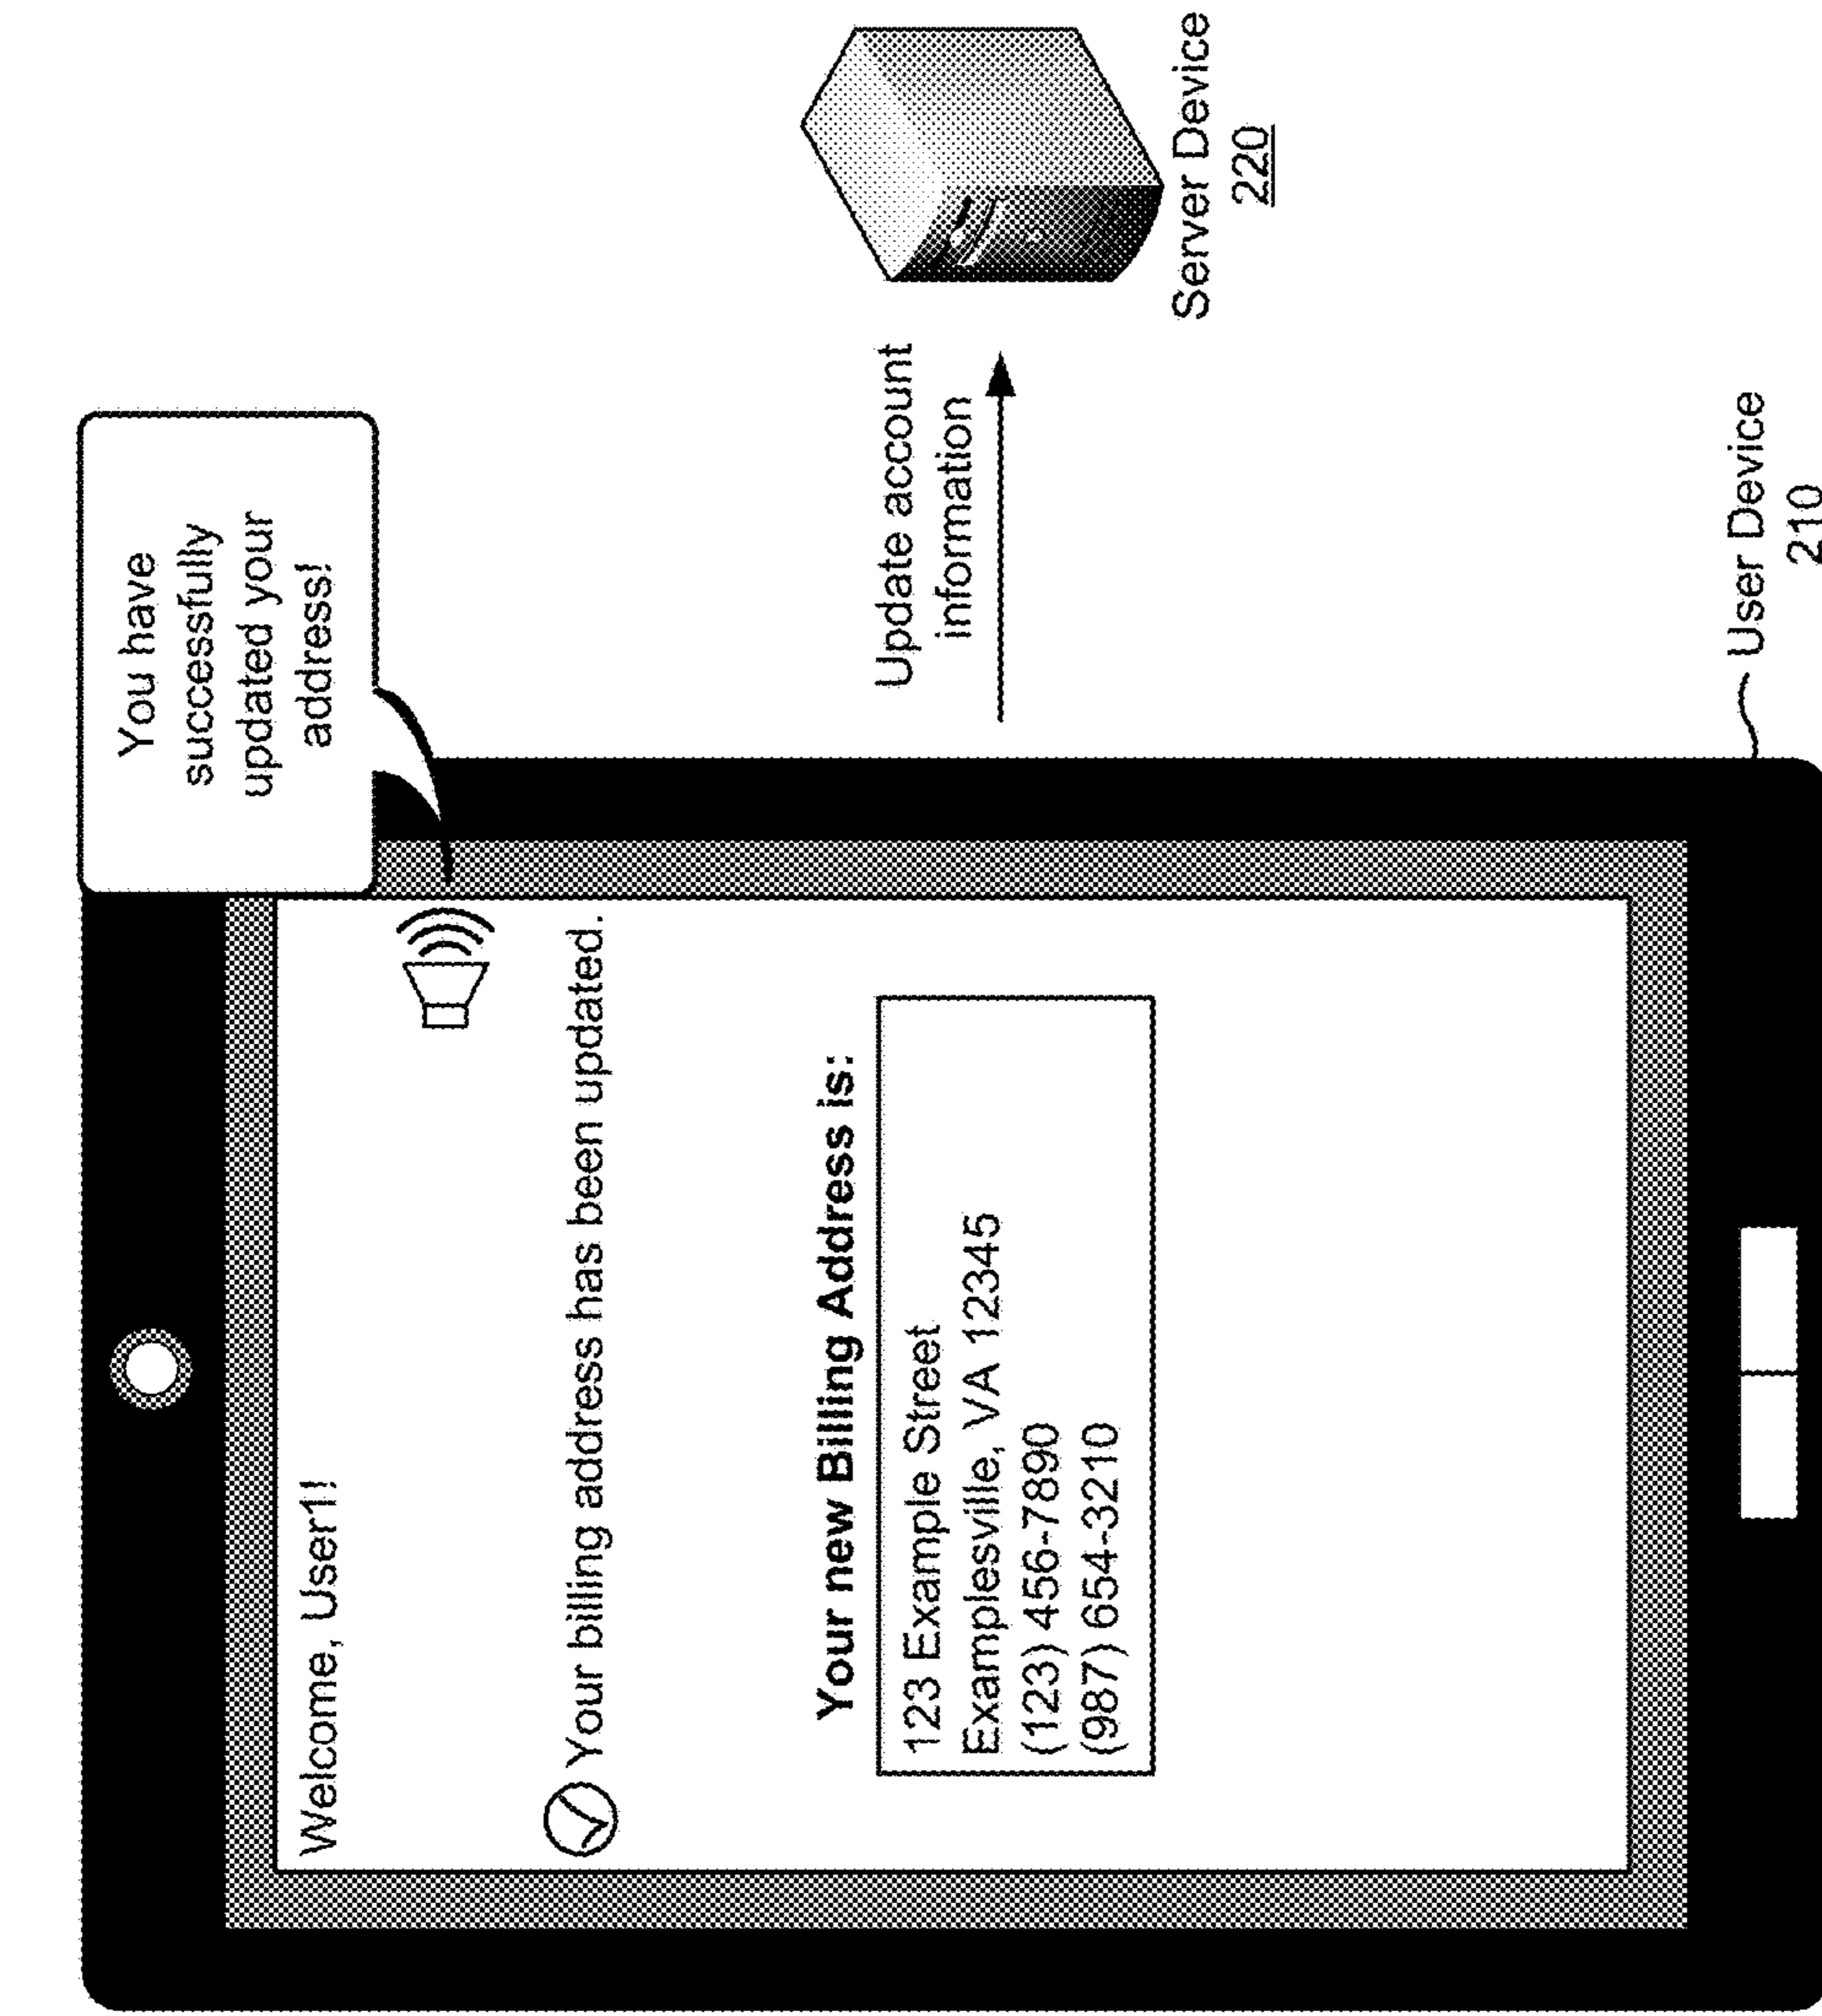 You have
successfully
updated your
address!
Welcome, User1!
Your billing address has been updated.
Your new Billing Address is:
123 Example Street
Examplesville, VA 12345
(123) 456-7890
(987) 654-3210
Update account
information
Server Device
220
User Device
210